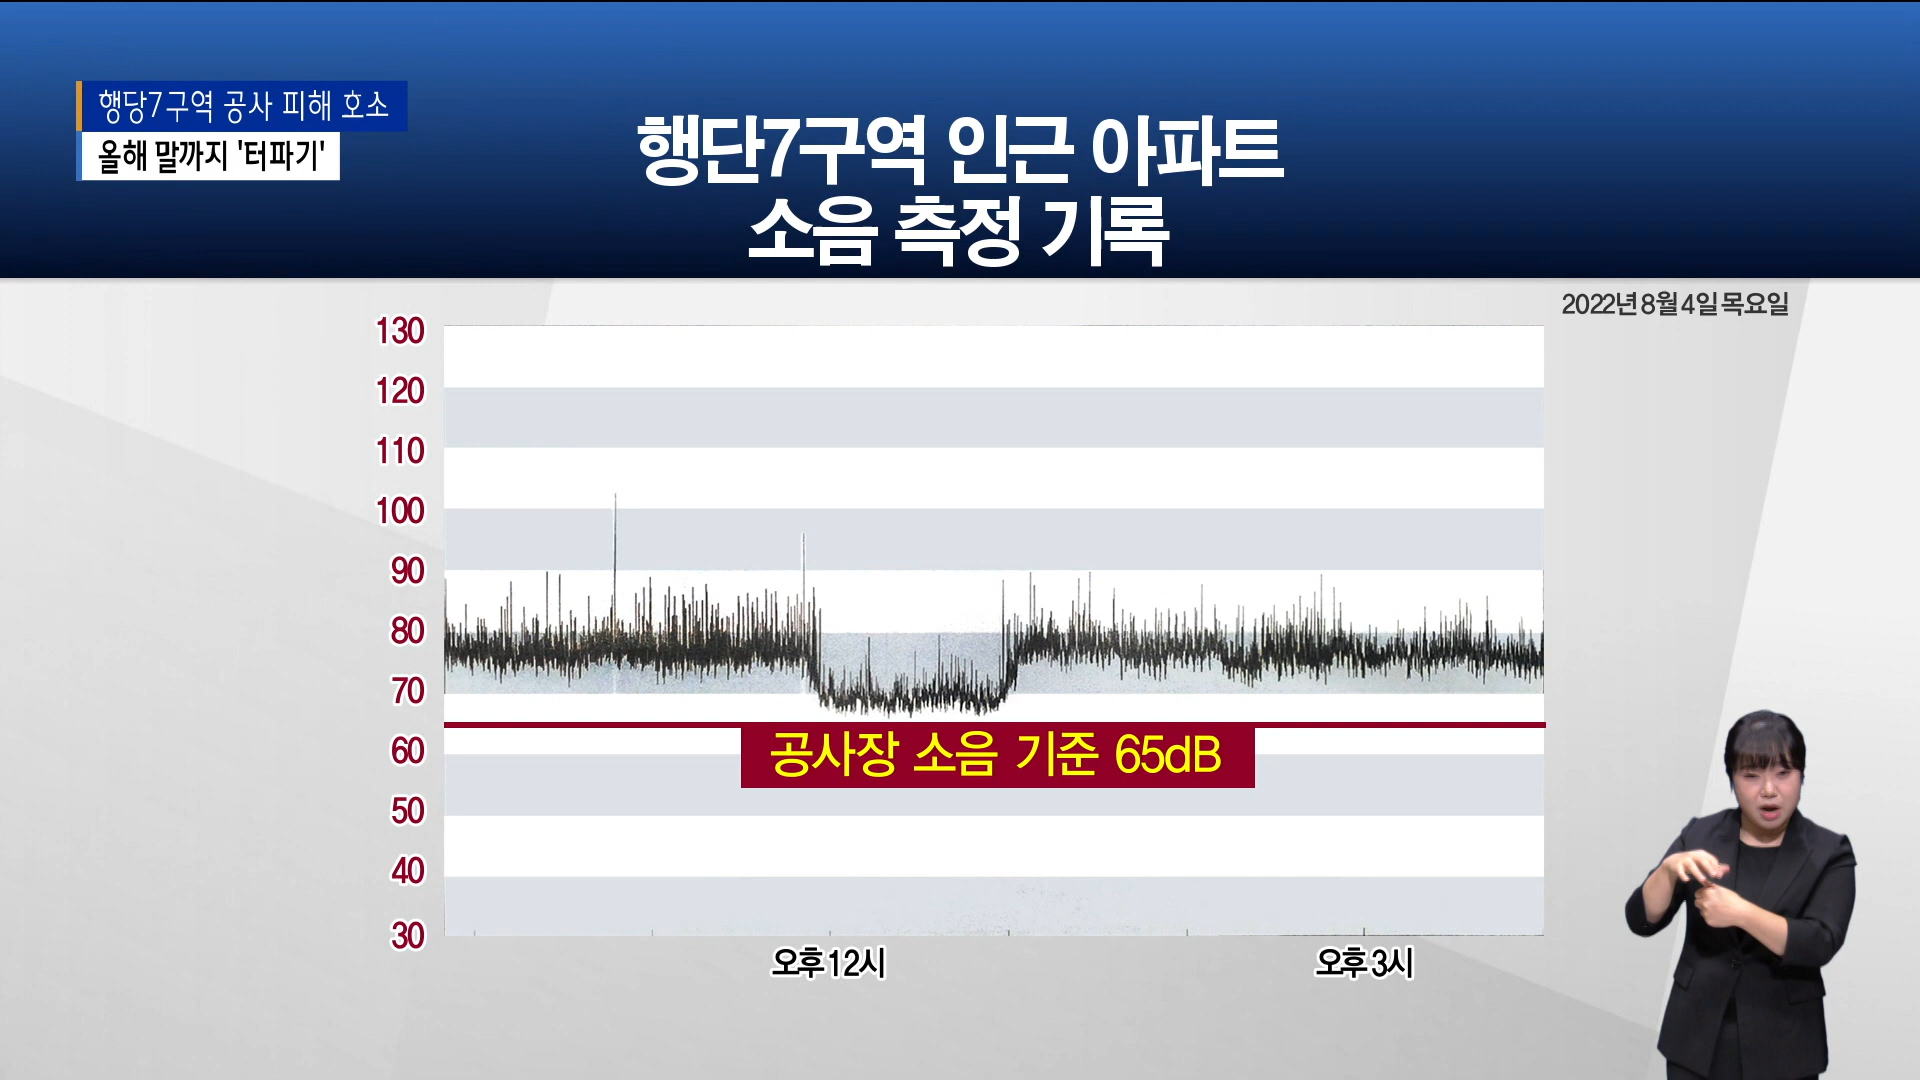 행당7구역 공사 피해 호소
올해 말까지 '터파기'
행단7구역 인근 아파트
소음 측정 기록
2022년 8월 4일 목요일
130
120
110
100
90
80
70
60
50
40
30
공사장 소음 기준 65dB
오후 12시
오후 3시